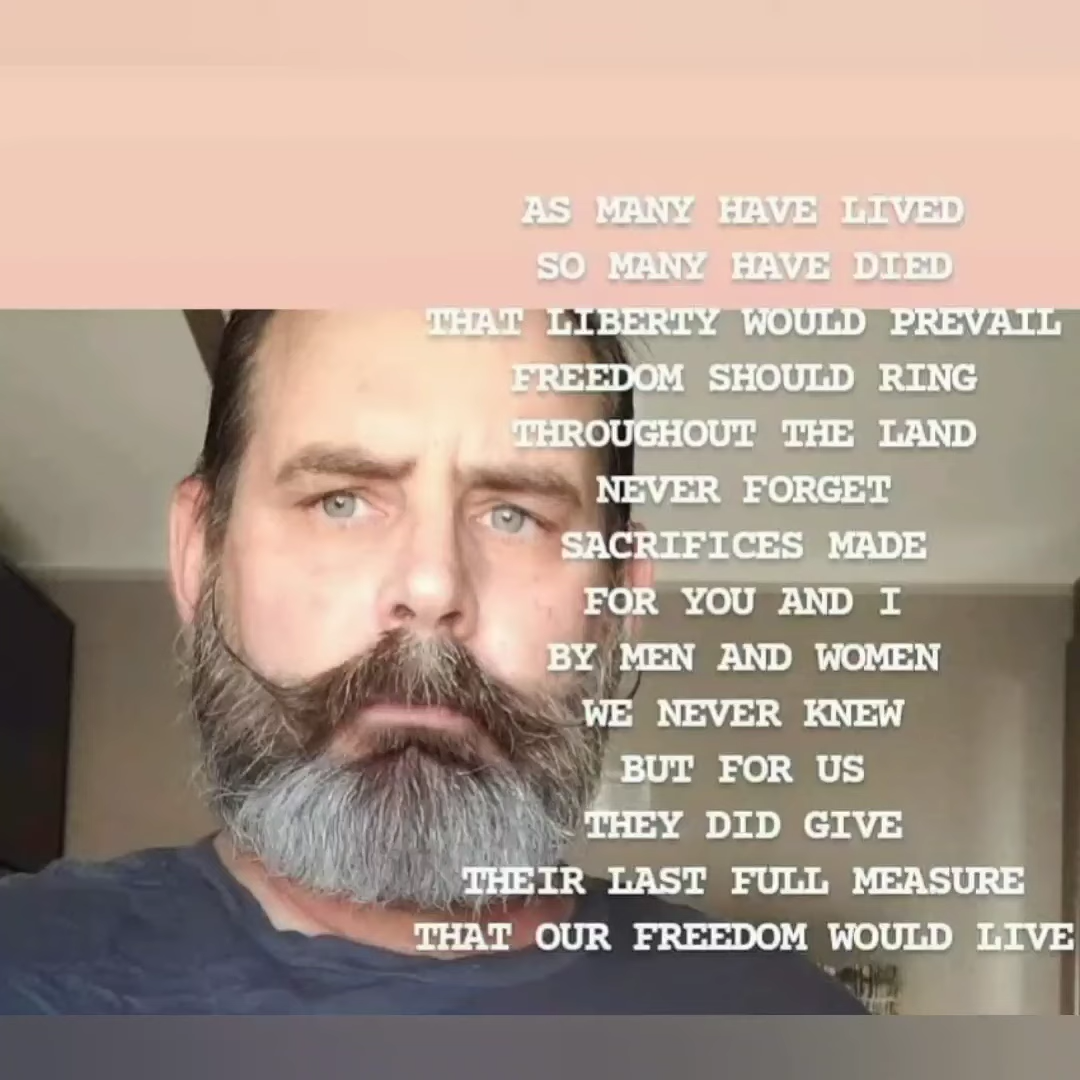 AS MANY HAVE LIVED
SO MANY HAVE DIED
THAT LIBERTY WOULD PREVAIL
FREEDOM SHOULD RING
THROUGHOUT THE LAND
NEVER FORGET
SACRIFICES MADE
FOR YOU AND I
BY MEN AND WOMEN
WE NEVER KNEW
BUT FOR US
THEY DID GIVE
THEIR LAST FULL MEASURE
THAT OUR FREEDOM WOULD LIVE